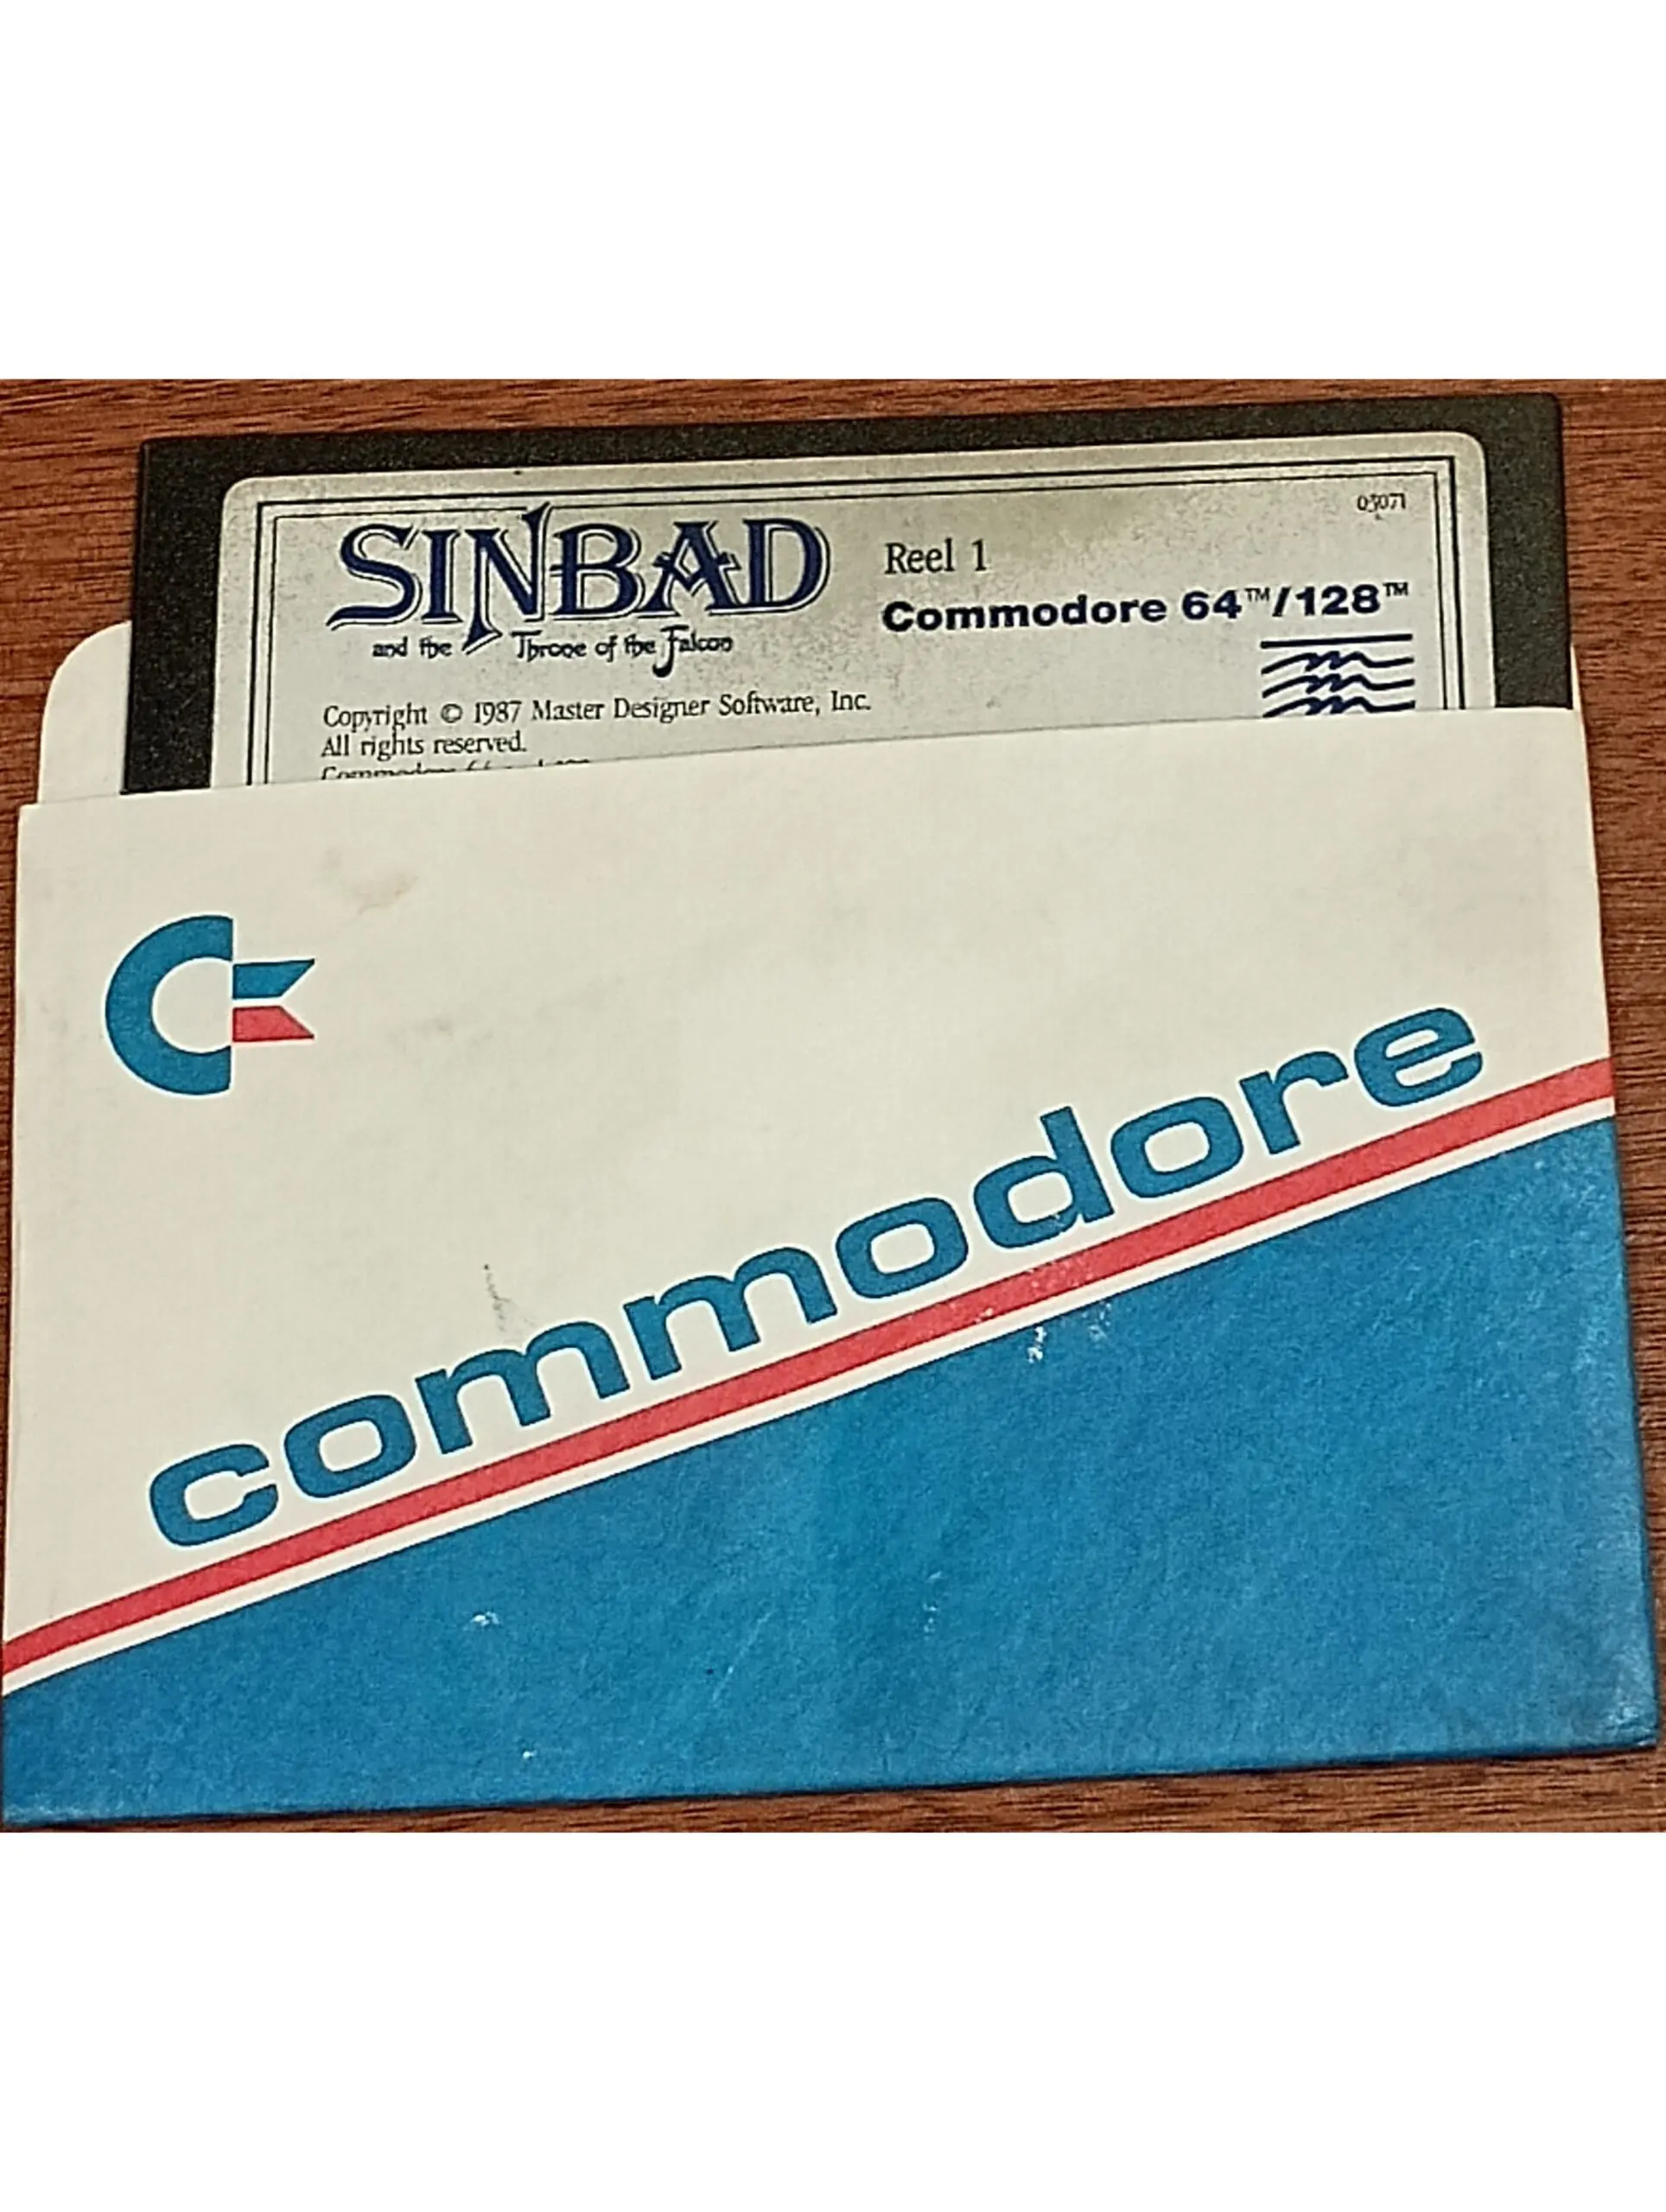 05071
SINBAD
and the Throne of the Falcon
Reel 1
Commodore 64™/128™
Copyright © 1987 Master Designer Software, Inc.
All rights reserved.
commodore